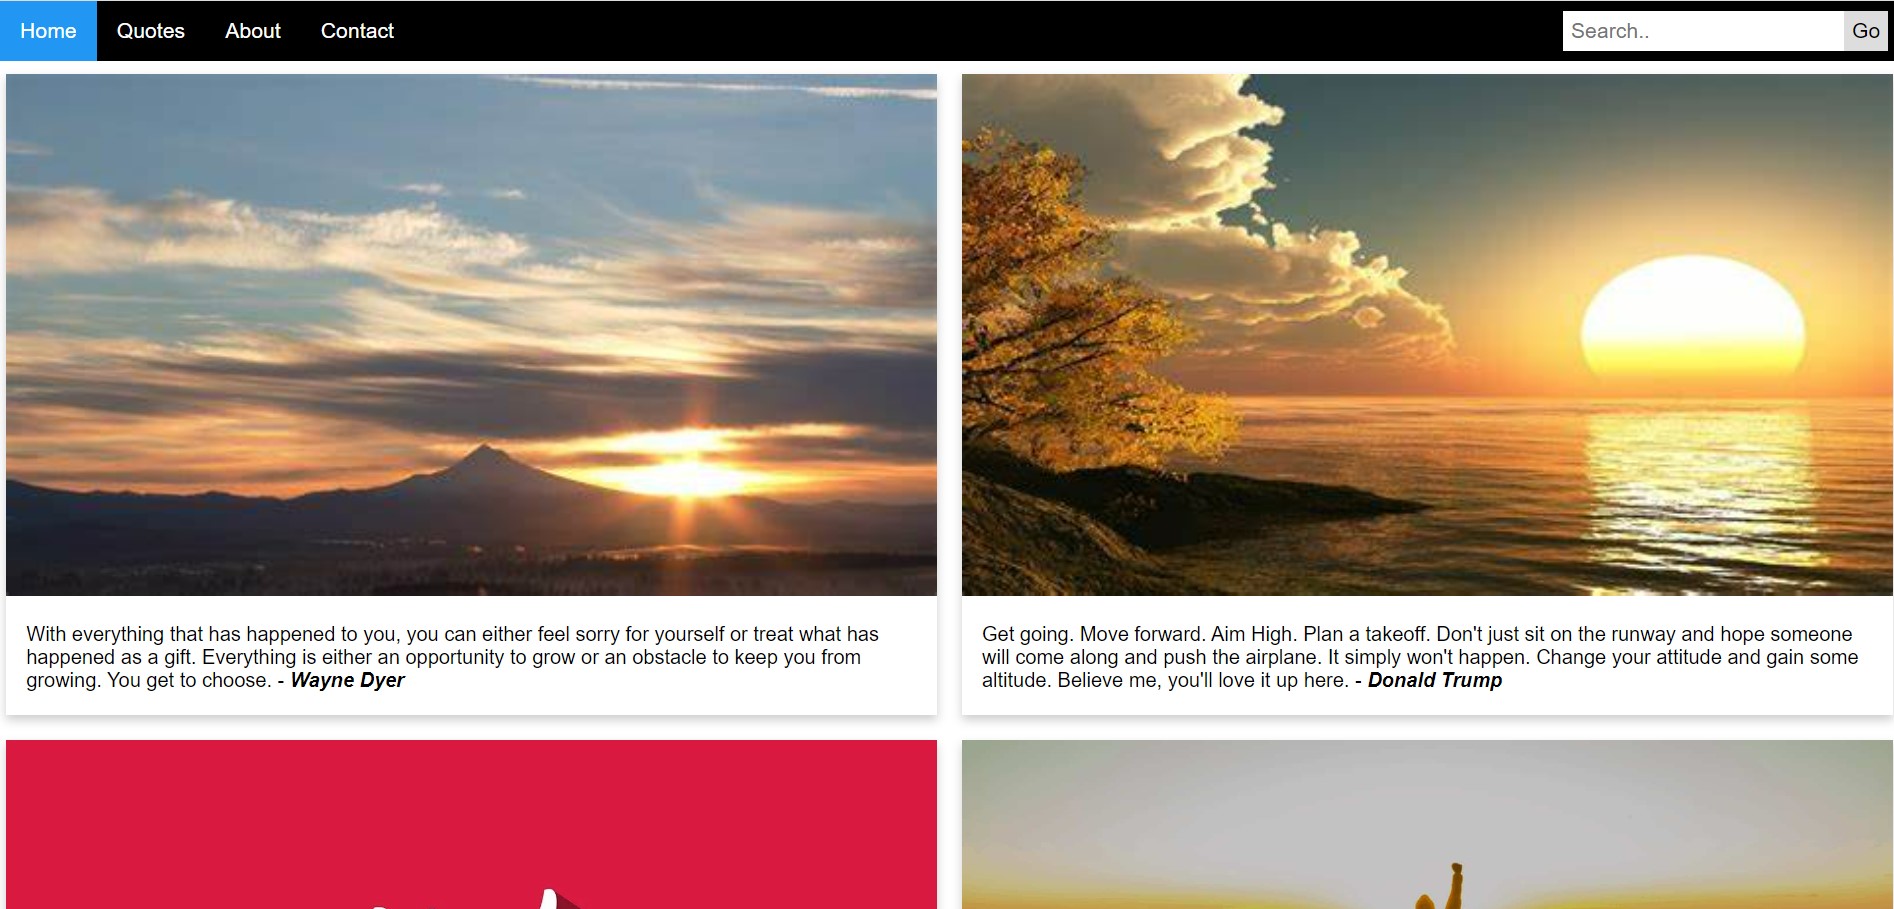 Home Quotes About Contact Search.. Go
With everything that has happened to you, you can either feel sorry for yourself or treat what has
happened as a gift. Everything is either an opportunity to grow or an obstacle to keep you from
growing. You get to choose. - Wayne Dyer
Get going. Move forward. Aim High. Plan a takeoff. Don't just sit on the runway and hope someone
will come along and push the airplane. It simply won't happen. Change your attitude and gain some
altitude. Believe me, you'll love it up here. - Donald Trump